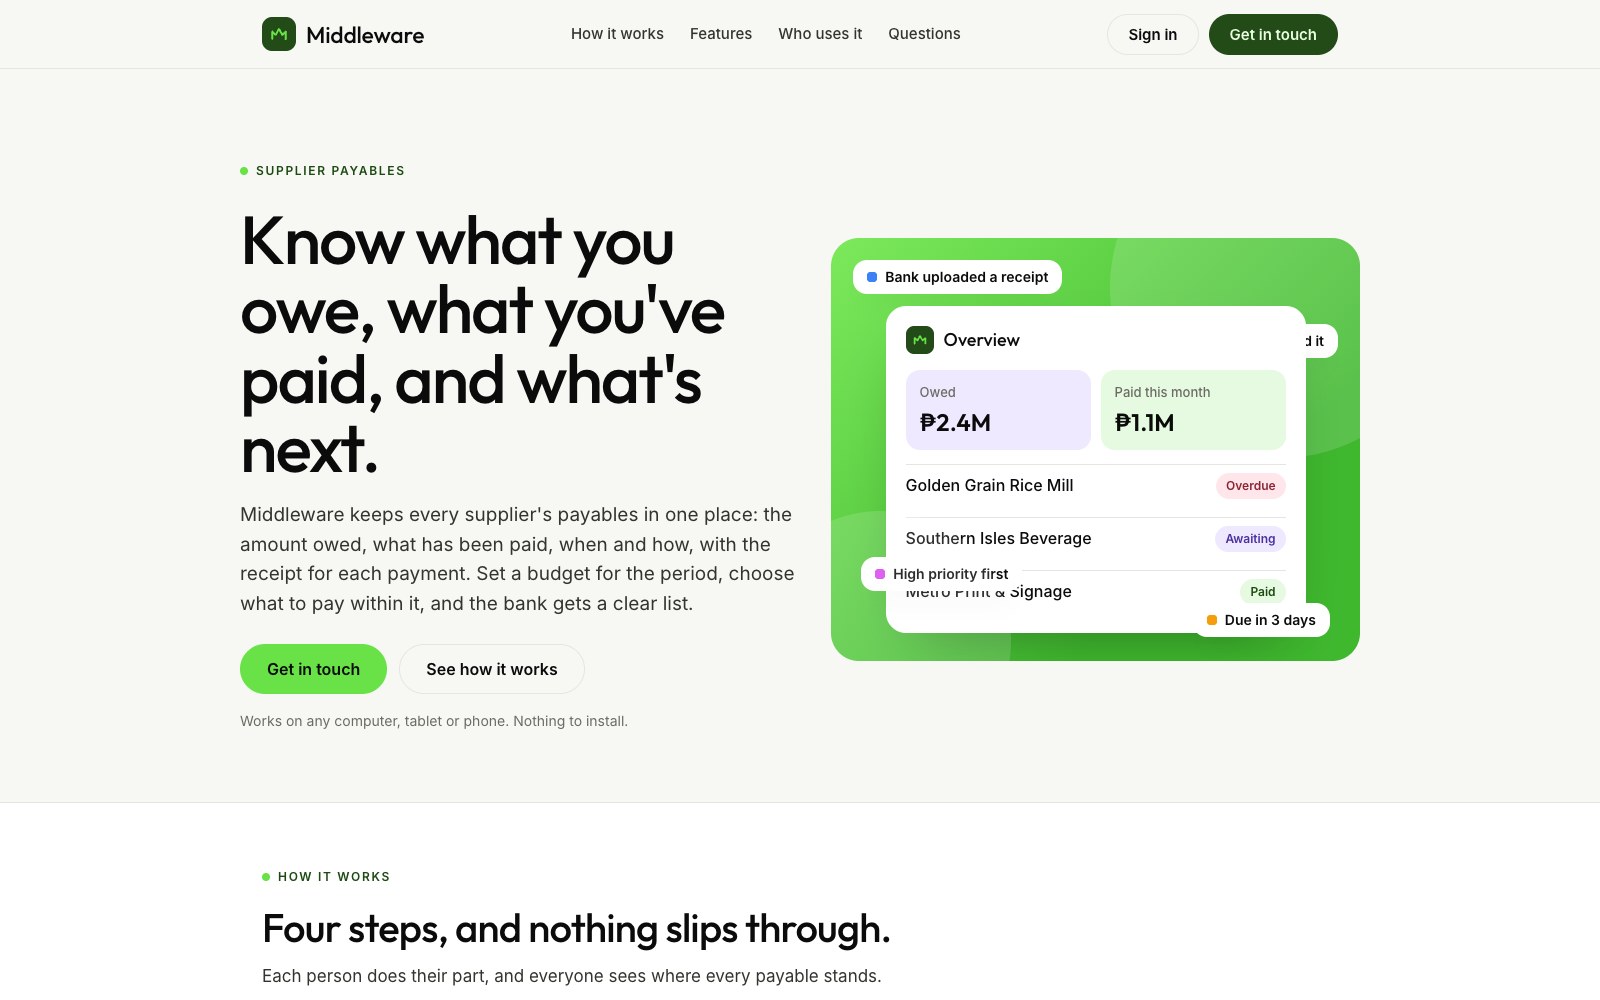 Middleware
How it works
Features
Who uses it
Questions
Sign in
Get in touch
SUPPLIER PAYABLES
Know what you
owe, what you've
paid, and what's
next.
Middleware keeps every supplier's payables in one place: the
amount owed, what has been paid, when and how, with the
receipt for each payment. Set a budget for the period, choose
what to pay within it, and the bank gets a clear list.
Get in touch
See how it works
Works on any computer, tablet or phone. Nothing to install.
Bank uploaded a receipt
it
Overview
Owed
₱2.4M
Paid this month
₱1.1M
Golden Grain Rice Mill
Overdue
Southern Isles Beverage
Awaiting
High priority first
Metro Print & Signage
Paid
Due in 3 days
HOW IT WORKS
Four steps, and nothing slips through.
Each person does their part, and everyone sees where every payable stands.